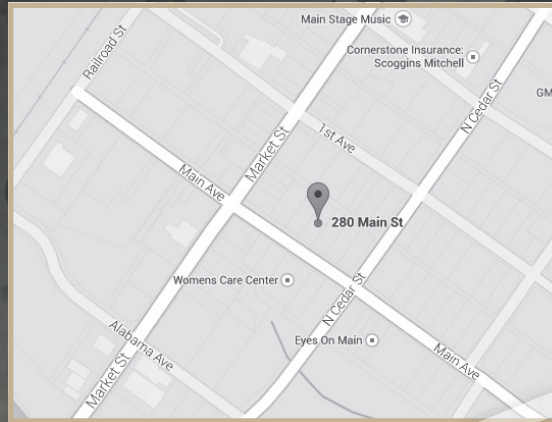 Main Stage Music
Cornerstone Insurance:
Scoggins Mitchell
GM
Railroad St
N Cedar St
Market St
1st Ave
Main Ave
280 Main St
Womens Care Center
N Cedar St
Eyes On Main
Alabama Ave
Main Ave
Market St